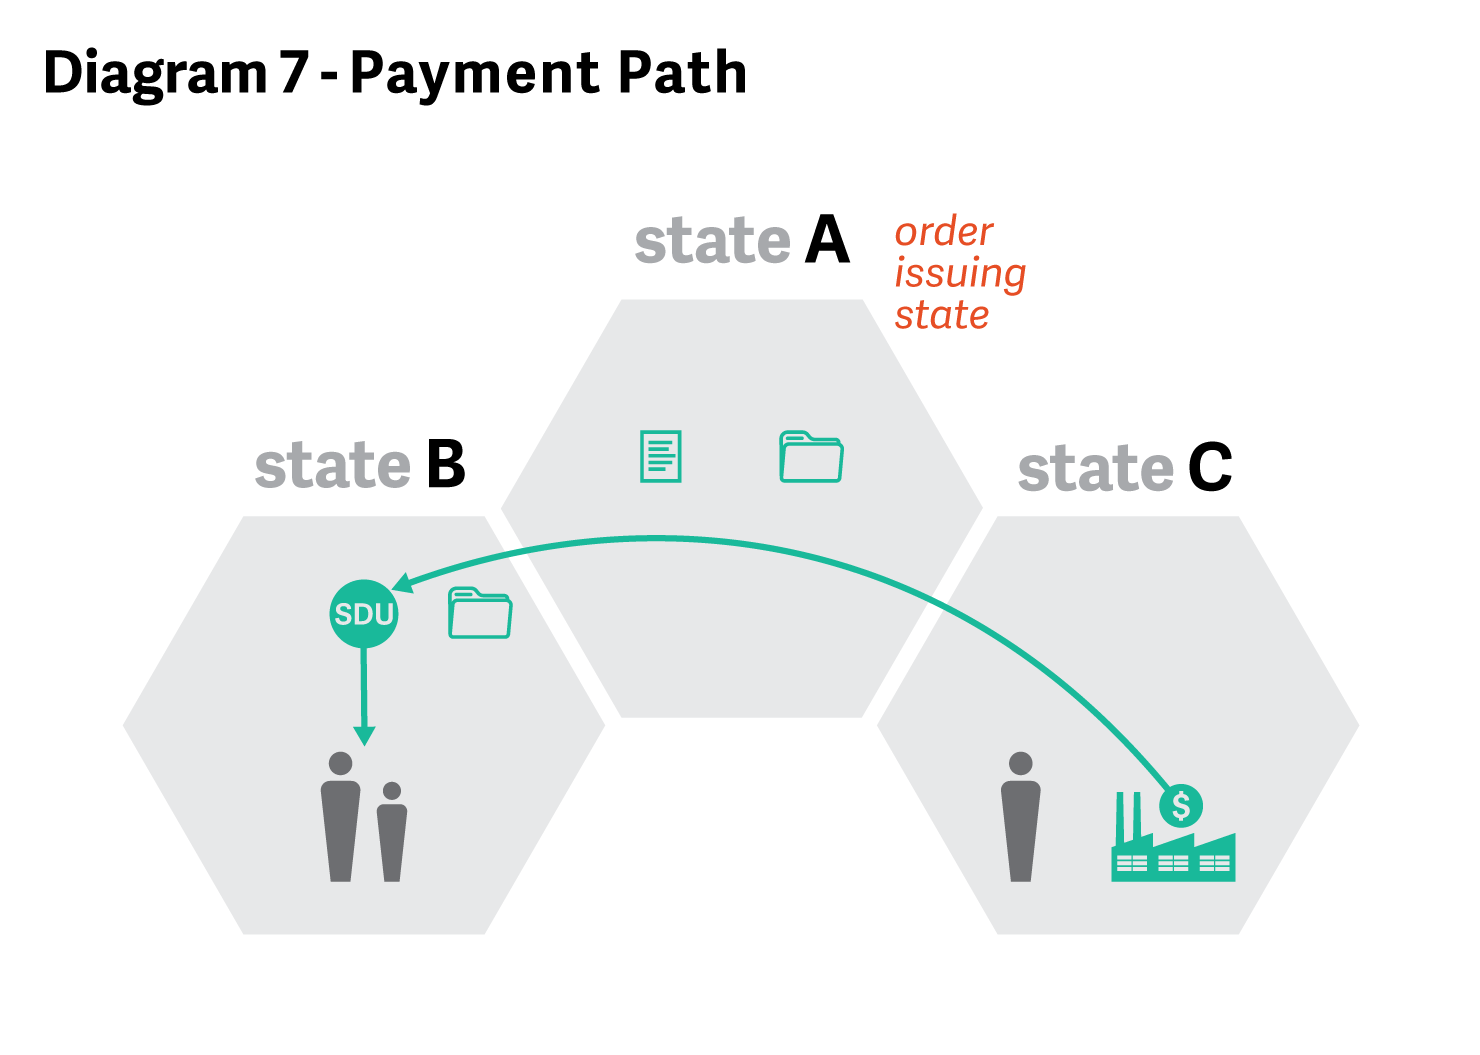 Diagram 7 - Payment Path
state A
order
issuing
state
state B
state C
SDU
$